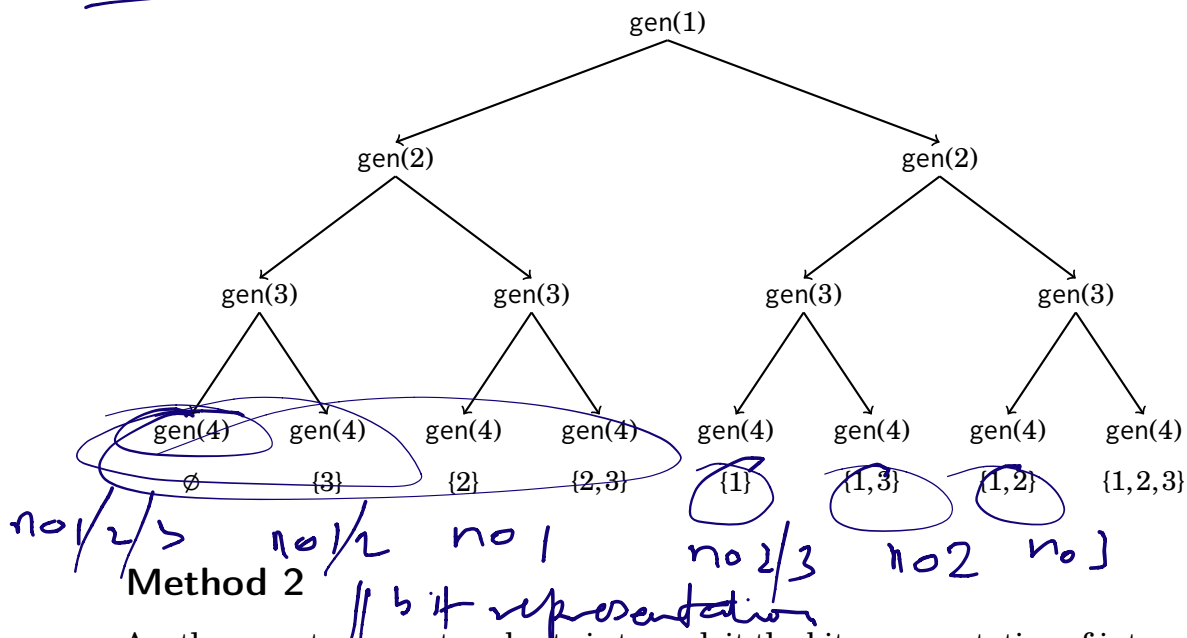 gen(1)
gen(2) gen(2)
gen(3) gen(3) gen(3) gen(3)
gen(4) gen(4) gen(4) gen(4) gen(4) gen(4) gen(4) gen(4)
∅ {3} {2} {2,3} {1} {1,3} {1,2} {1,2,3}
no 1/2/3 no 1/2 no 1 no 2/3 no 2 no 3
Method 2
// bit representation